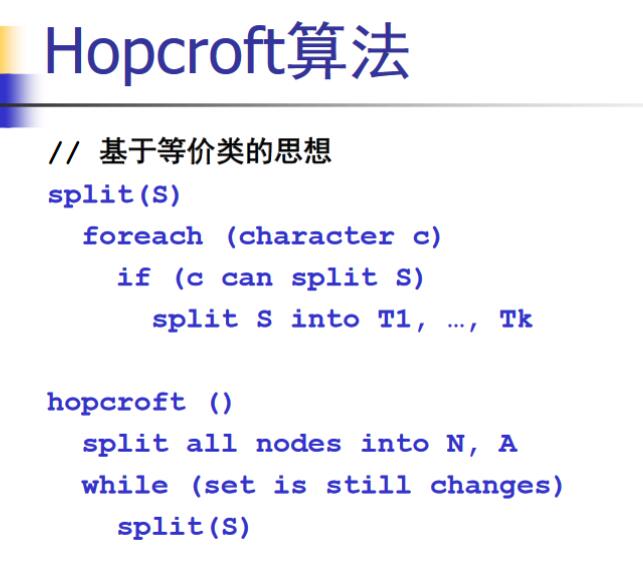 Hopcroft算法
// 基于等价类的思想
split(S)
foreach (character c)
if (c can split S)
split S into T1, …, Tk
hopcroft ()
split all nodes into N, A
while (set is still changes)
split(S)